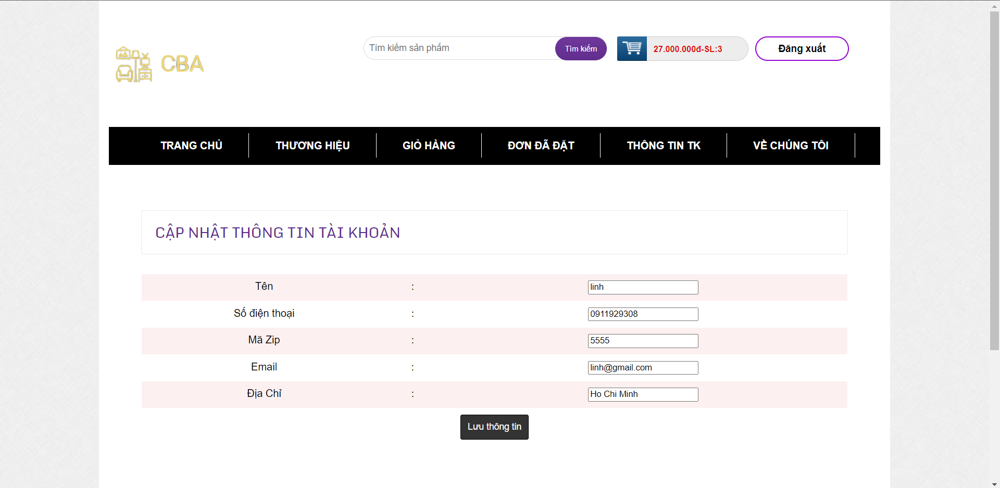 CBA
Tìm kiếm sản phẩm
Tìm kiếm
27.000.000đ-SL:3
Đăng xuất
TRANG CHỦ
THƯƠNG HIỆU
GIỎ HÀNG
ĐƠN ĐÃ ĐẶT
THÔNG TIN TK
VỀ CHÚNG TÔI
CẬP NHẬT THÔNG TIN TÀI KHOẢN
Tên : linh
Số điện thoại : 0911929308
Mã Zip : 5555
Email : linh@gmail.com
Địa Chỉ : Ho Chi Minh
Lưu thông tin